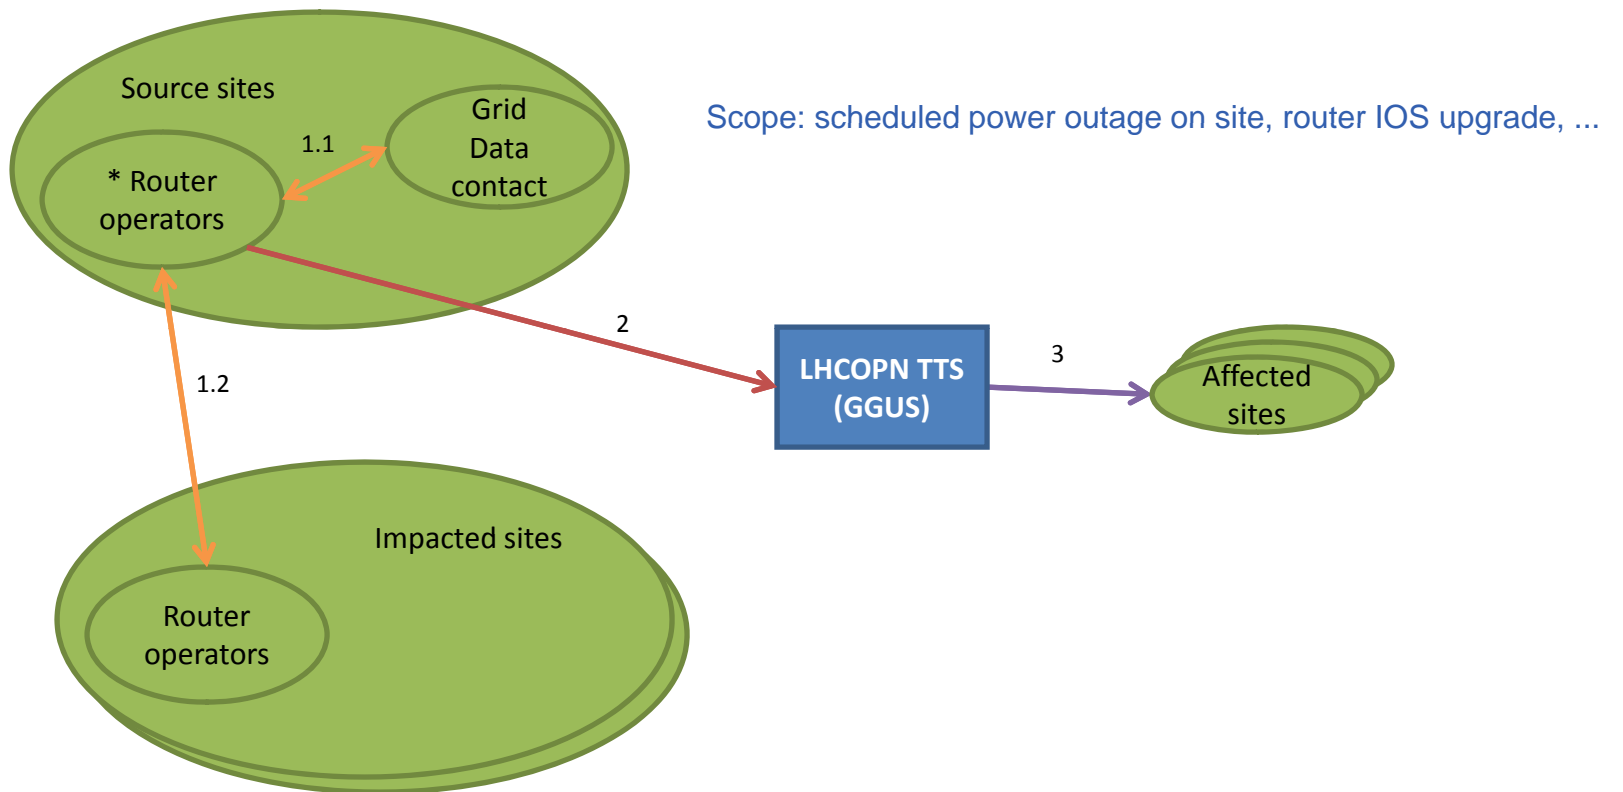 Source sites
Grid
Data
contact
1.1
* Router
operators
Scope: scheduled power outage on site, router IOS upgrade, ...
2
1.2
LHCOPN TTS
(GGUS)
3
Affected
sites
Impacted sites
Router
operators